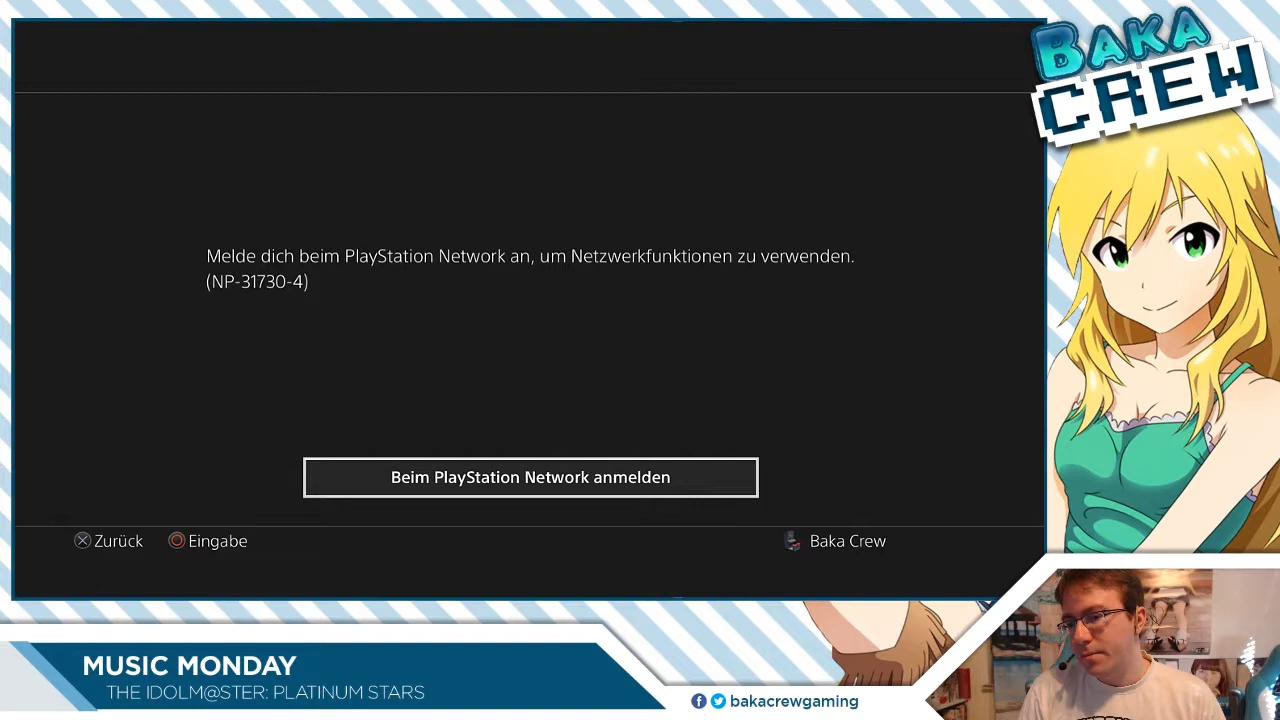 BAKA
CREW
Melde dich beim PlayStation Network an, um Netzwerkfunktionen zu verwenden.
(NP-31730-4)
Beim PlayStation Network anmelden
Zurück
Eingabe
Baka Crew
MUSIC MONDAY
THE IDOLM@STER: PLATINUM STARS
bakacrewgaming